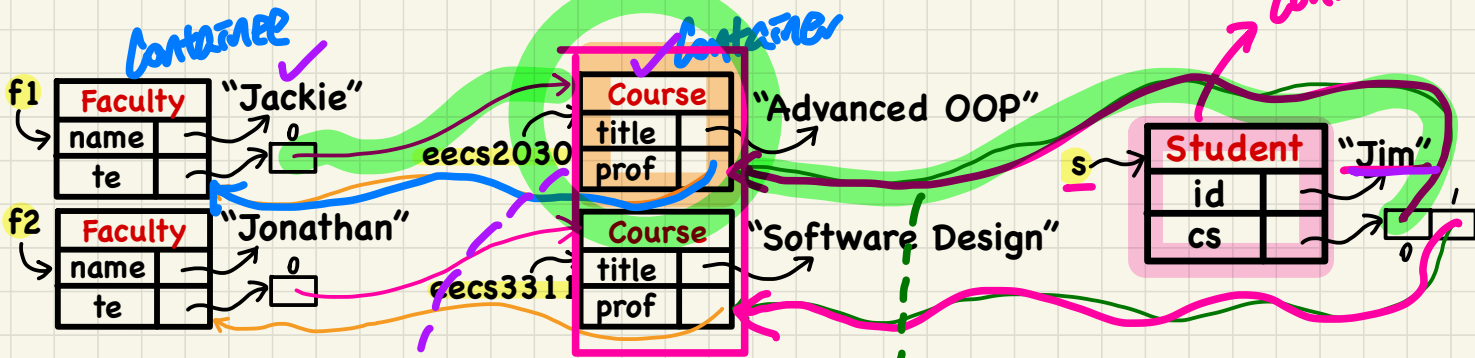 Containee
Container
f1
Faculty
name
te
"Jackie"
0
Course
title
prof
eecs2030
"Advanced OOP"
s
Student
id
cs
"Jim"
0
1
f2
Faculty
name
te
"Jonathan"
0
Course
title
prof
eecs3311
"Software Design"